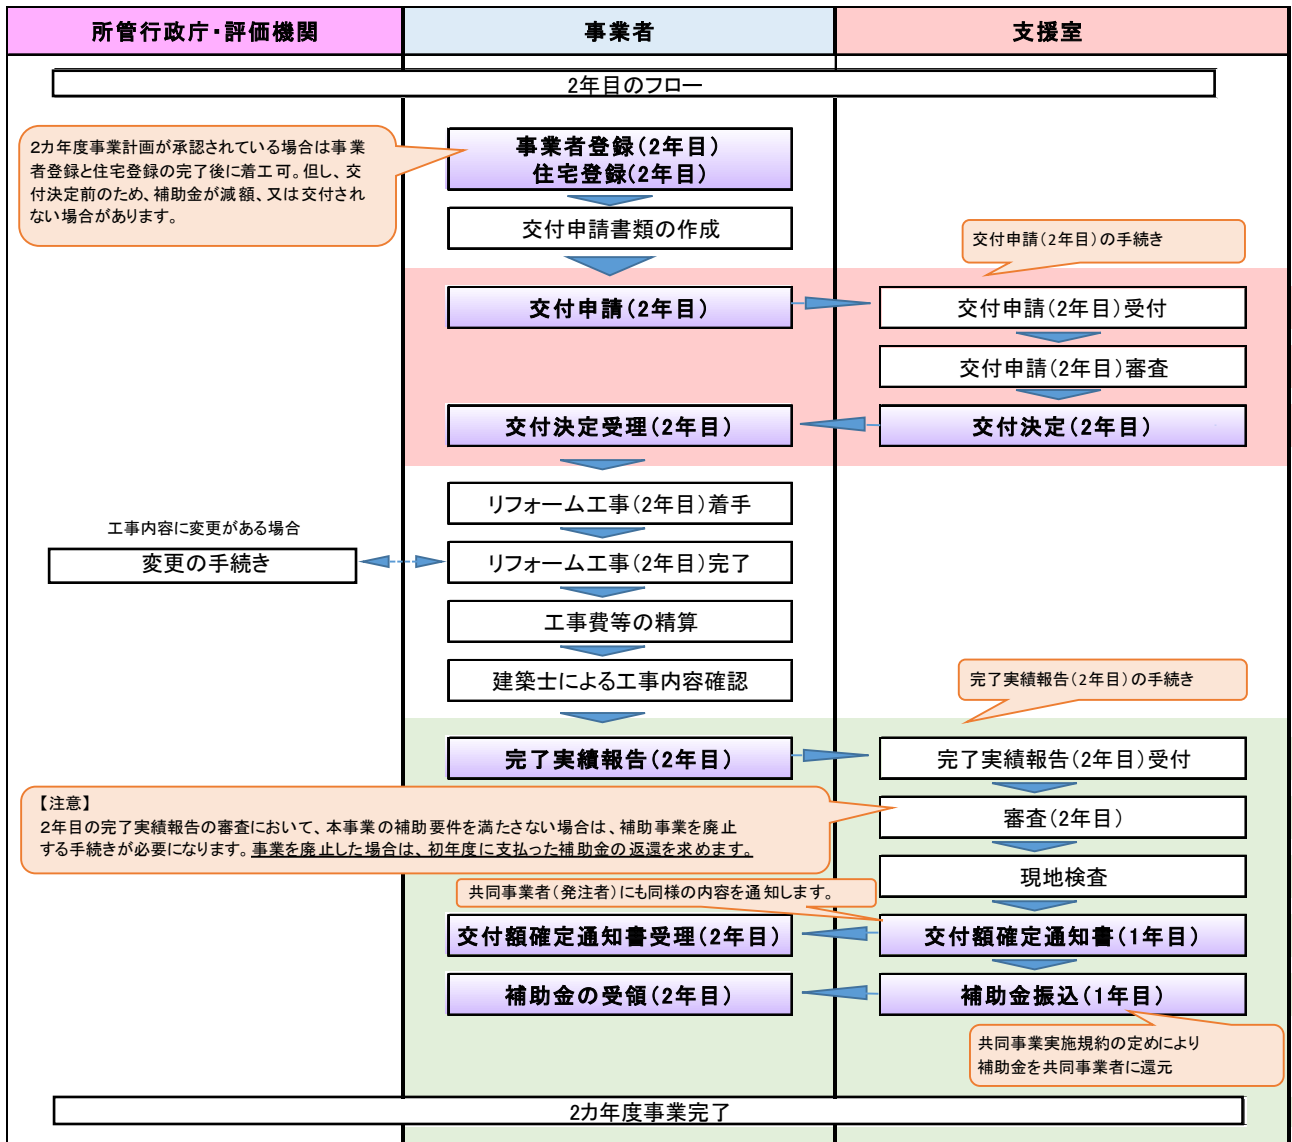 所管行政庁・評価機関
事業者
支援室
2年目のフロー
2カ年度事業計画が承認されている場合は事業
者登録と住宅登録の完了後に着工可。但し、交
付決定前のため、補助金が減額、又は交付され
ない場合があります。
事業者登録(2年目)
住宅登録(2年目)
交付申請書類の作成
交付申請(2年目)の手続き
交付申請(2年目)
交付申請(2年目)受付
交付申請(2年目)審査
交付決定受理(2年目)
交付決定(2年目)
リフォーム工事(2年目)着手
工事内容に変更がある場合
変更の手続き
リフォーム工事(2年目)完了
工事費等の精算
建築士による工事内容確認
完了実績報告(2年目)の手続き
完了実績報告(2年目)
完了実績報告(2年目)受付
【注意】
2年目の完了実績報告の審査において、本事業の補助要件を満たさない場合は、補助事業を廃止
する手続きが必要になります。事業を廃止した場合は、初年度に支払った補助金の返還を求めます。
審査(2年目)
現地検査
共同事業者(発注者)にも同様の内容を通知します。
交付額確定通知書受理(2年目)
交付額確定通知書(1年目)
補助金の受領(2年目)
補助金振込(1年目)
共同事業実施規約の定めにより
補助金を共同事業者に還元
2カ年度事業完了